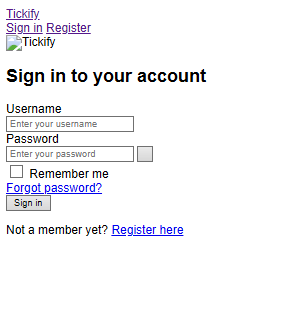 Tickify
Sign in Register
Tickify
Sign in to your account
Username
Enter your username
Password
Enter your password
Remember me
Forgot password?
Sign in
Not a member yet? Register here